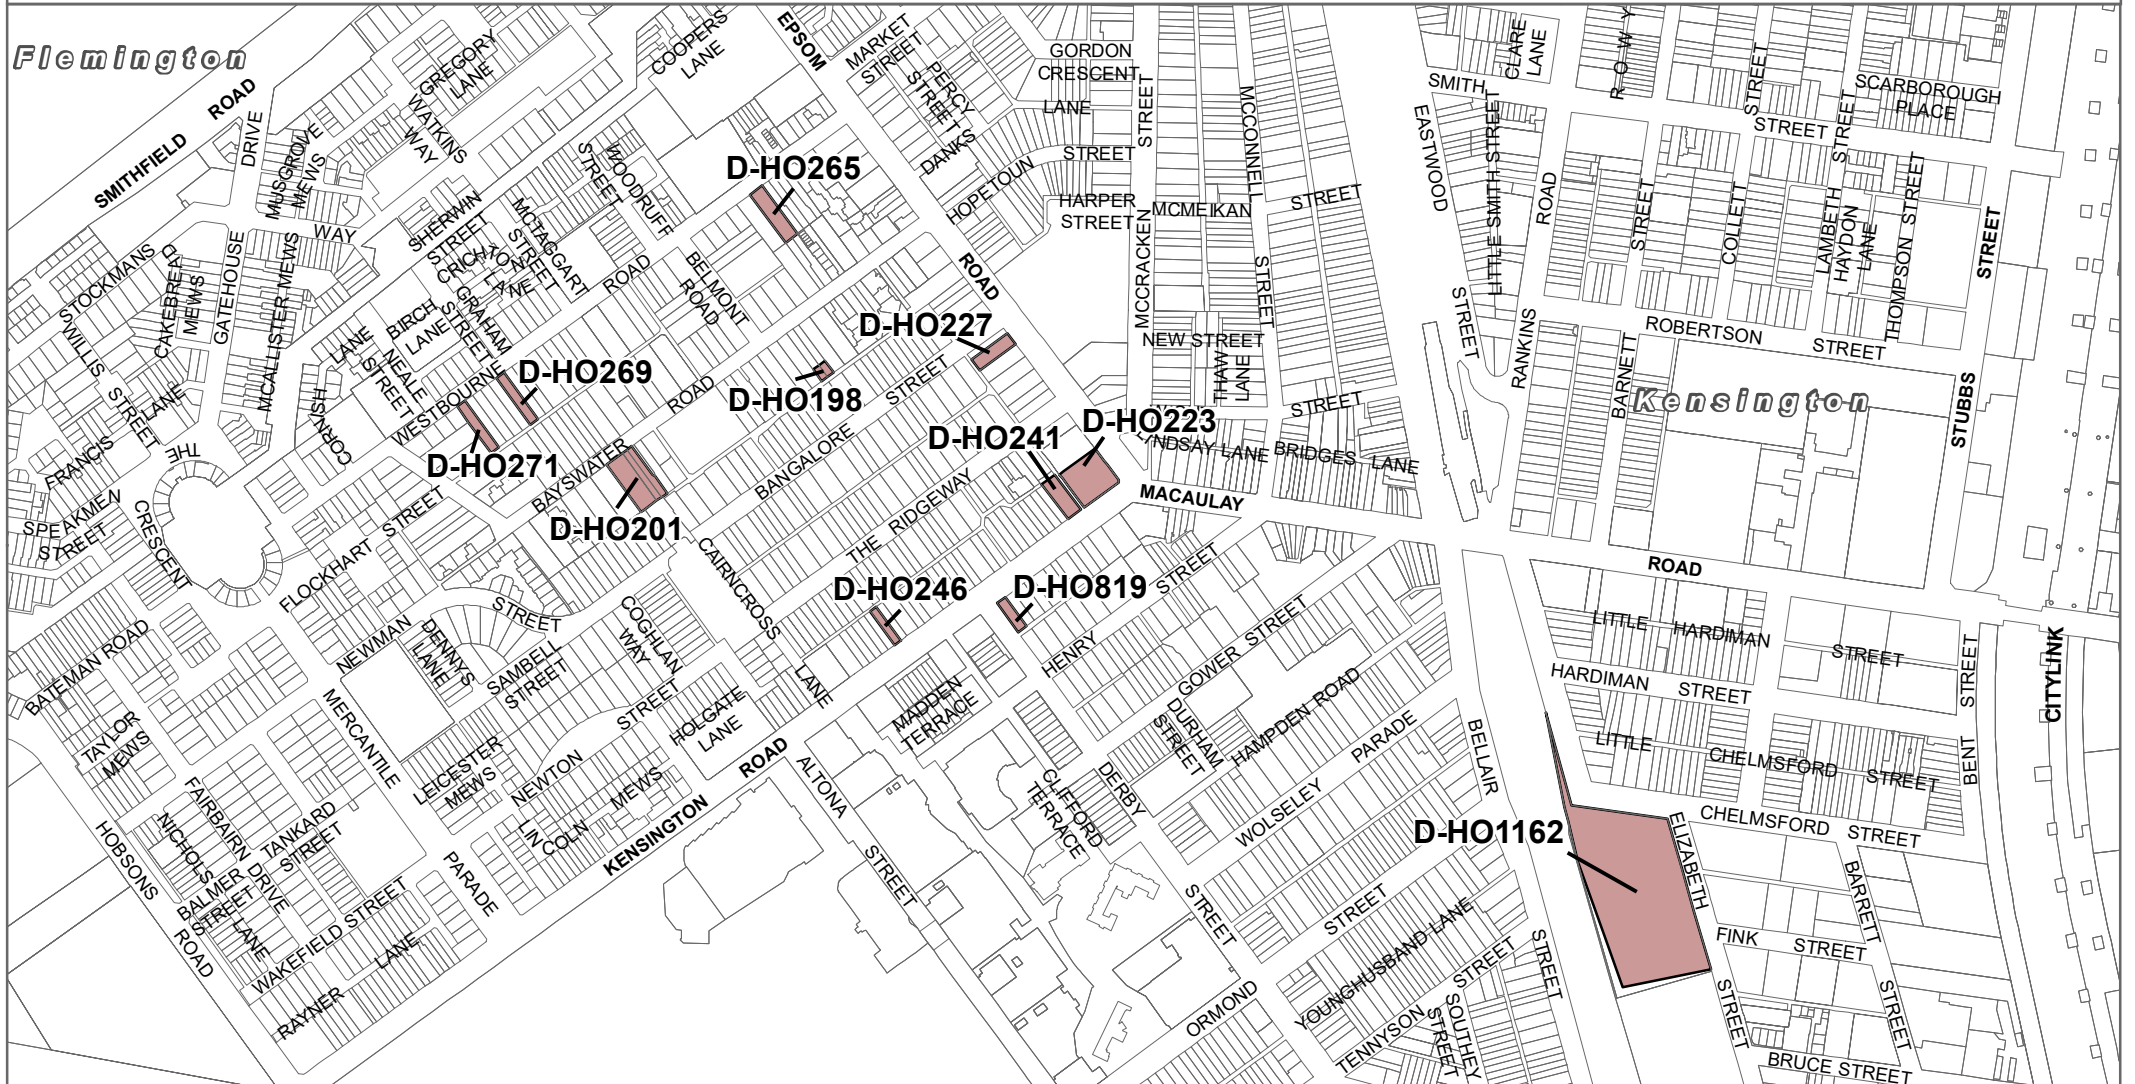 Flemington
SMITHFIELD ROAD
DRIVE
MUSGROVE
MEWS
GREGORY
LANE
WATKINS
WAY
COOPERS
LANE
EPSOM
MARKET
STREET
PERCY
STREET
DANKS
HOPETOUN
STREET
GORDON
CRESCENT
LANE
HARPER
STREET
STREET
MCCRACKEN
MCCONNELL
STREET
MCMEIKAN
STREET
NEW STREET
THAW
LANE
STREET
LINDSAY LANE
BRIDGES LANE
SMITH
STREET
CLARE
LANE
R O W Y
EASTWOOD
STREET
LITTLE SMITH STREET
RANKINS
ROAD
STREET
STREET
BARNETT
COLLETT
STREET
LAMBETH
STREET
HAYDON
LANE
THOMPSON STREET
SCARBOROUGH
PLACE
ROBERTSON
STREET
STUBBS
STREET
Kensington
WAY
STOCKMANS
CAKEBREAD
MEWS
GATEHOUSE
MCALLISTER MEWS
WILLIS
STREET
LANE
FRANCIS
SPEAKMEN
STREET
THE
CRESCENT
CORNISH
SHERWIN
STREET
CRICHTON
LANE
MCTAGGART
STREET
WOODRUFF
STREET
BIRCH
LANE
GRAHAM
STREET
LANE
NEALE
STREET
WESTBOURNE
ROAD
BELMONT
ROAD
BAYSWATER
ROAD
BANGALORE
STREET
THE RIDGEWAY
ROAD
MACAULAY
ROAD
D-HO265
D-HO227
D-HO269
D-HO198
D-HO271
D-HO201
D-HO241
D-HO223
D-HO246
D-HO819
D-HO1162
FLOCKHART
STREET
NEWMAN
STREET
DENNYS
LANE
SAMBELL
STREET
COGHLAN
WAY
CAIRNCROSS
LANE
HOLGATE
LANE
NEWTON
STREET
LEICESTER
MEWS
LINCOLN
MEWS
MERCANTILE
PARADE
BATEMAN ROAD
TAYLOR
MEWS
FAIRBAIRN
DRIVE
TANKARD
STREET
NICHOLS
LANE
BALMER
STREET
HOBSONS
ROAD
WAKEFIELD STREET
RAYNER
LANE
KENSINGTON
ROAD
ALTONA
STREET
MADDEN
TERRACE
HENRY
STREET
GOWER STREET
DURHAM
STREET
HAMPDEN ROAD
WOLSELEY
PARADE
CLIFFORD
TERRACE
DERBY
STREET
STREET
ORMOND
YOUNGHUSBAND LANE
TENNYSON
STREET
SOUTHEY
STREET
BELLAIR
STREET
LITTLE HARDIMAN
STREET
HARDIMAN
STREET
LITTLE CHELMSFORD
STREET
CHELMSFORD
STREET
BENT STREET
CITYLINK
ELIZABETH
STREET
BARRETT
STREET
FINK STREET
BRUCE STREET